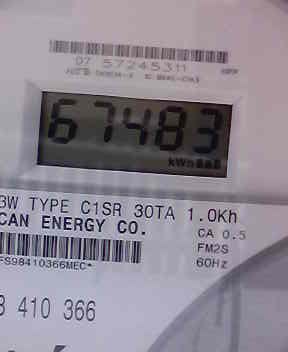 07 57245311
67483
kWh
3W TYPE C1SR 30TA 1.0Kh
CAN ENERGY CO.
CA 0.5
FM2S
FS98410366MEC*
60Hz
8 410 366